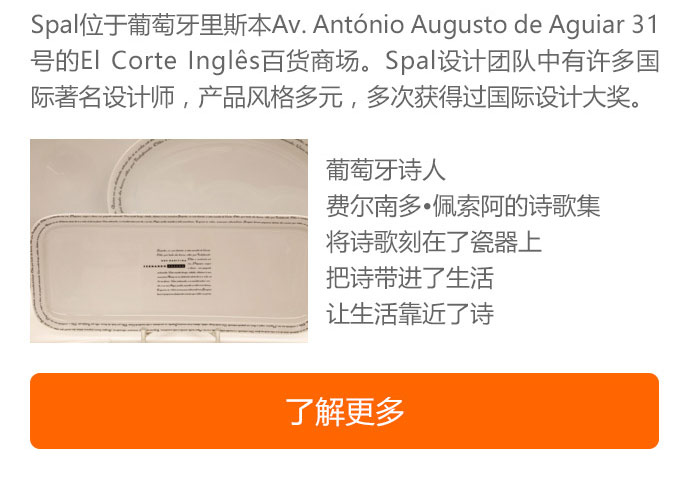 Spal位于葡萄牙里斯本Av. António Augusto de Aguiar 31
号的El Corte Inglês百货商场。Spal设计团队中有许多国
际著名设计师，产品风格多元，多次获得过国际设计大奖。
葡萄牙诗人
费尔南多•佩索阿的诗歌集
将诗歌刻在了瓷器上
把诗带进了生活
让生活靠近了诗
了解更多